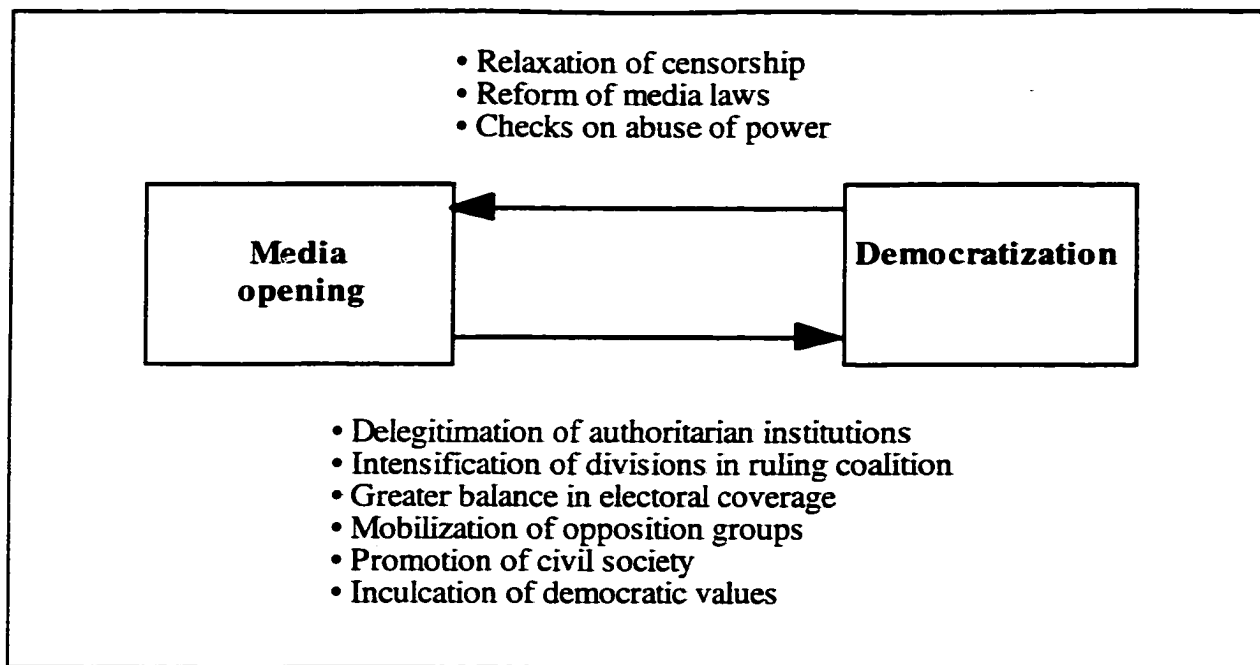 • Relaxation of censorship
• Reform of media laws
• Checks on abuse of power
Media
opening
Democratization
• Delegitimation of authoritarian institutions
• Intensification of divisions in ruling coalition
• Greater balance in electoral coverage
• Mobilization of opposition groups
• Promotion of civil society
• Inculcation of democratic values